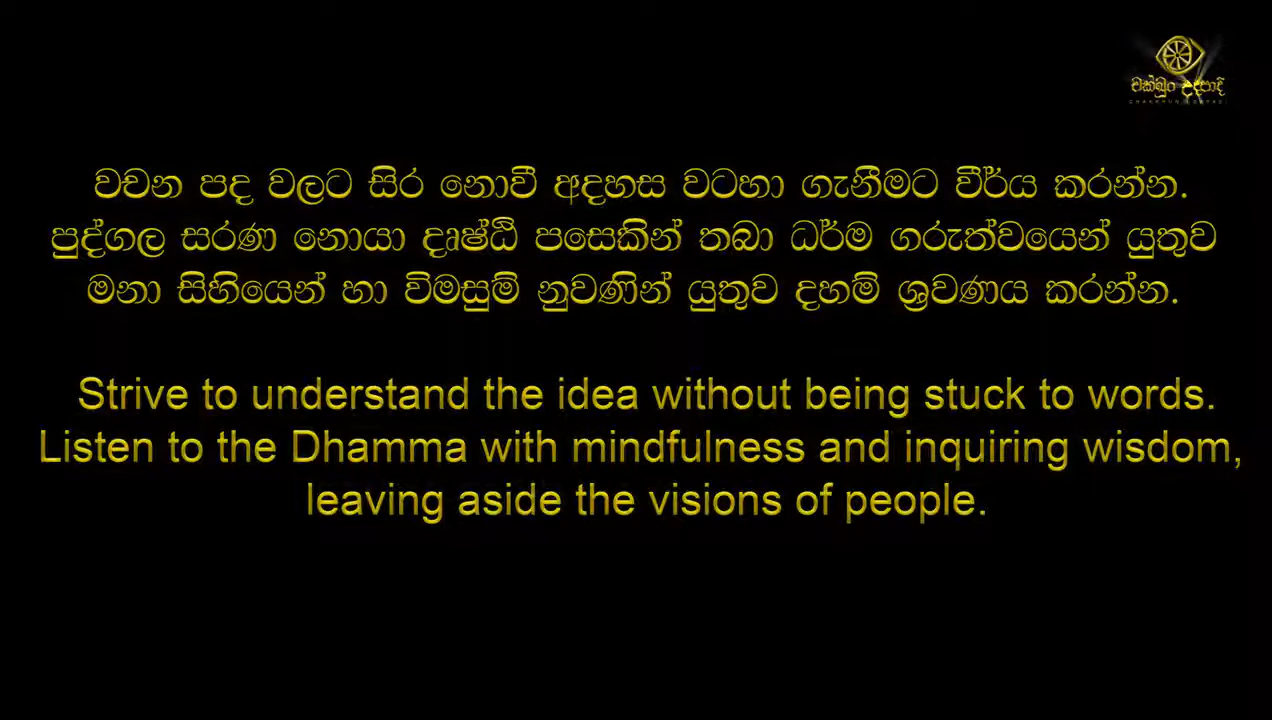 චක්ඛුං උදපාදි
වචන පද වලට සිර නොවී අදහස වටහා ගැනීමට වීර්ය කරන්න.
පුද්ගල සරණ නොයා දෘෂ්ඨි පසෙකින් තබා ධර්ම ගරුත්වයෙන් යුතුව
මනා සිහියෙන් හා විමසුම් නුවණින් යුතුව දහම් ශ්‍රවණය කරන්න.
Strive to understand the idea without being stuck to words.
Listen to the Dhamma with mindfulness and inquiring wisdom,
leaving aside the visions of people.